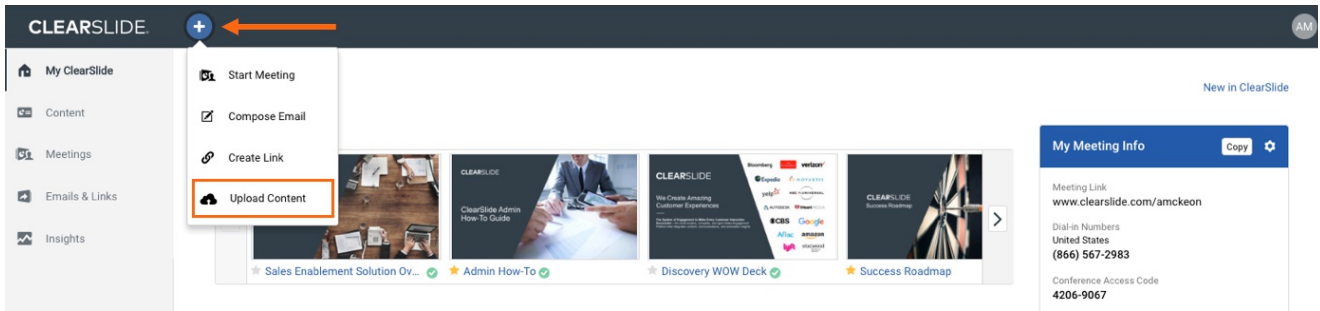 CLEARSLIDE.
+
AM
My ClearSlide
Content
Meetings
Emails & Links
Insights
Start Meeting
Compose Email
Create Link
Upload Content
New in ClearSlide
CLEARSLIDE
ClearSlide Admin
How-To Guide
CLEARSLIDE
We Create Amazing
Customer Experiences
Bloomberg
verizon
Expedia
yelp
AUTODESK
CBS
Google
Aflac
amazon
lyft
CLEARSLIDE
Success Roadmap
Sales Enablement Solution Ov...
Admin How-To
Discovery WOW Deck
Success Roadmap
My Meeting Info
Copy
Meeting Link
www.clearslide.com/amckeon
Dial-in Numbers
United States
(866) 567-2983
Conference Access Code
4206-9067